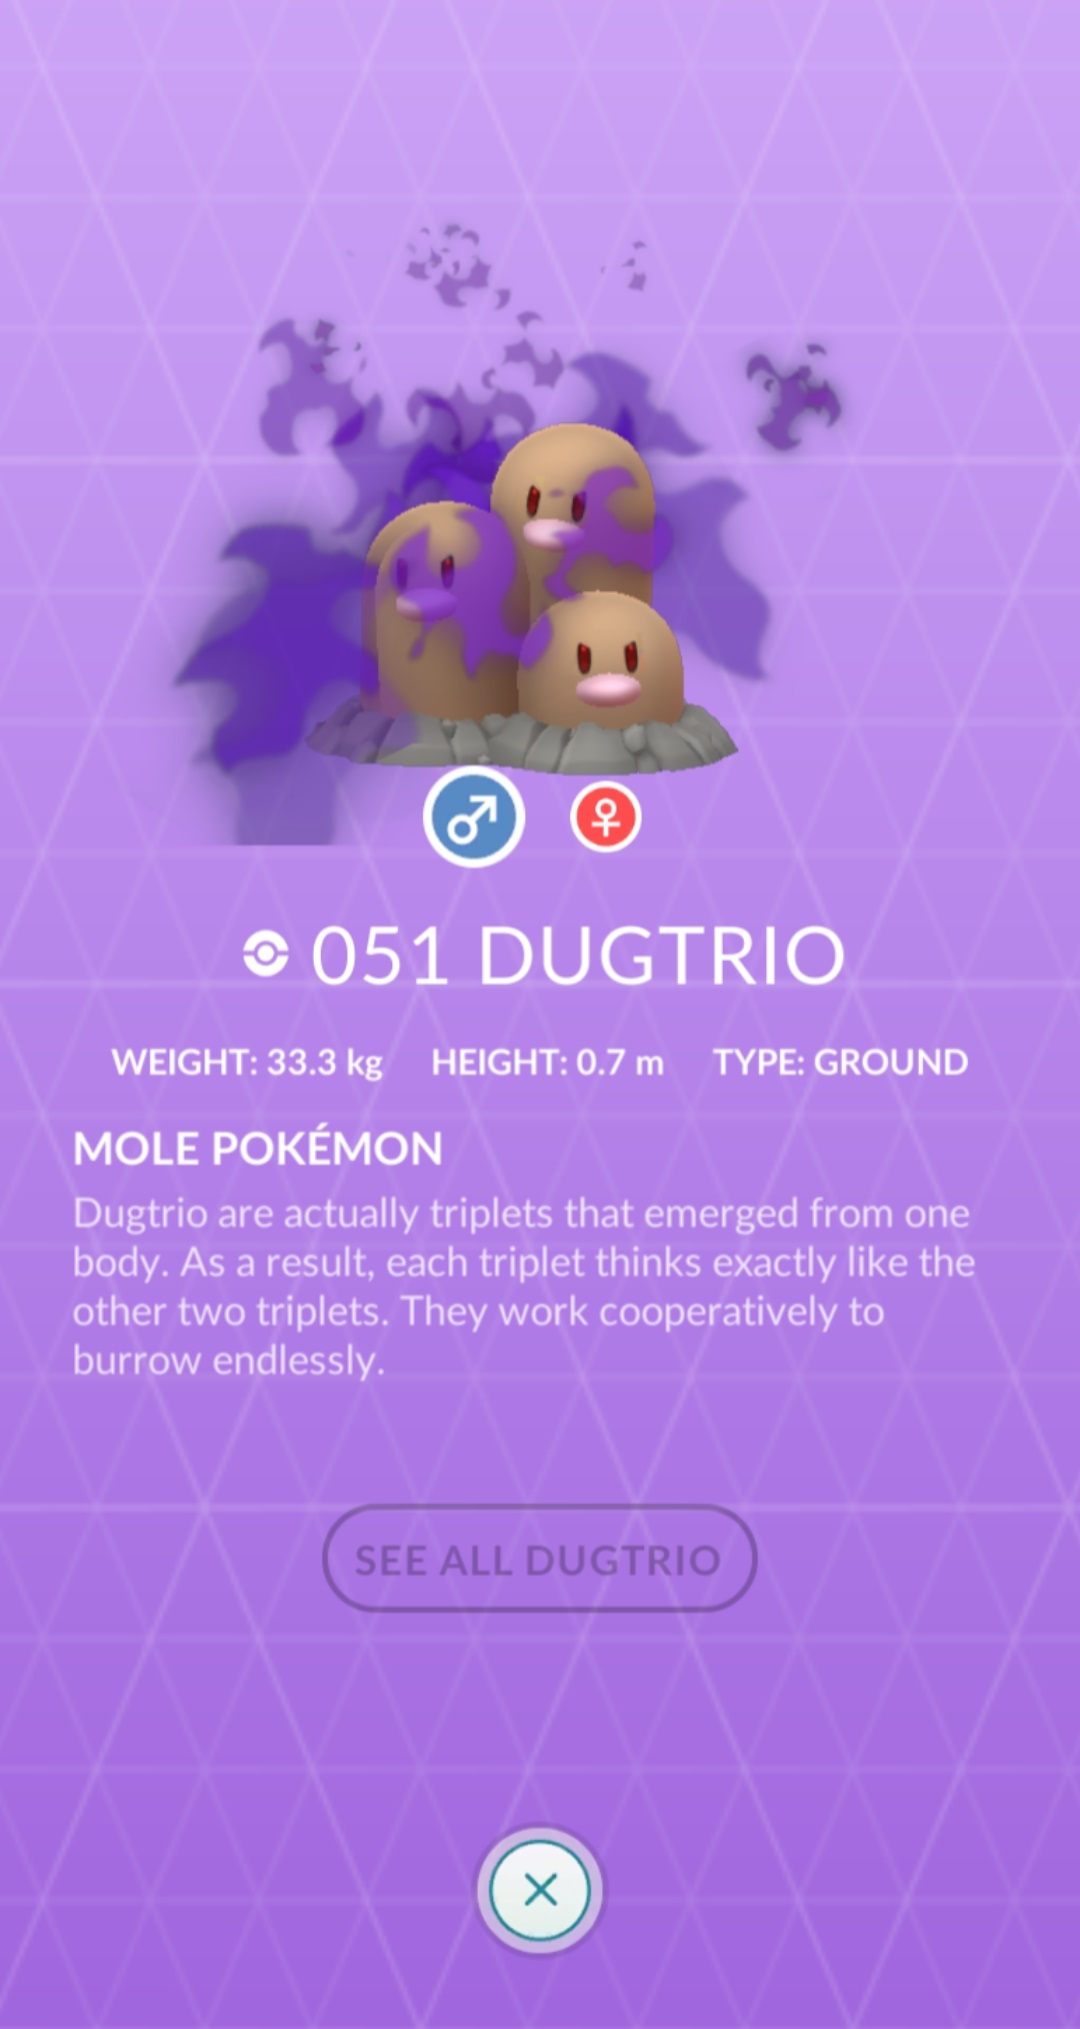 051 DUGTRIO
WEIGHT: 33.3 kg HEIGHT: 0.7 m TYPE: GROUND
MOLE POKÉMON
Dugtrio are actually triplets that emerged from one
body. As a result, each triplet thinks exactly like the
other two triplets. They work cooperatively to
burrow endlessly.
SEE ALL DUGTRIO